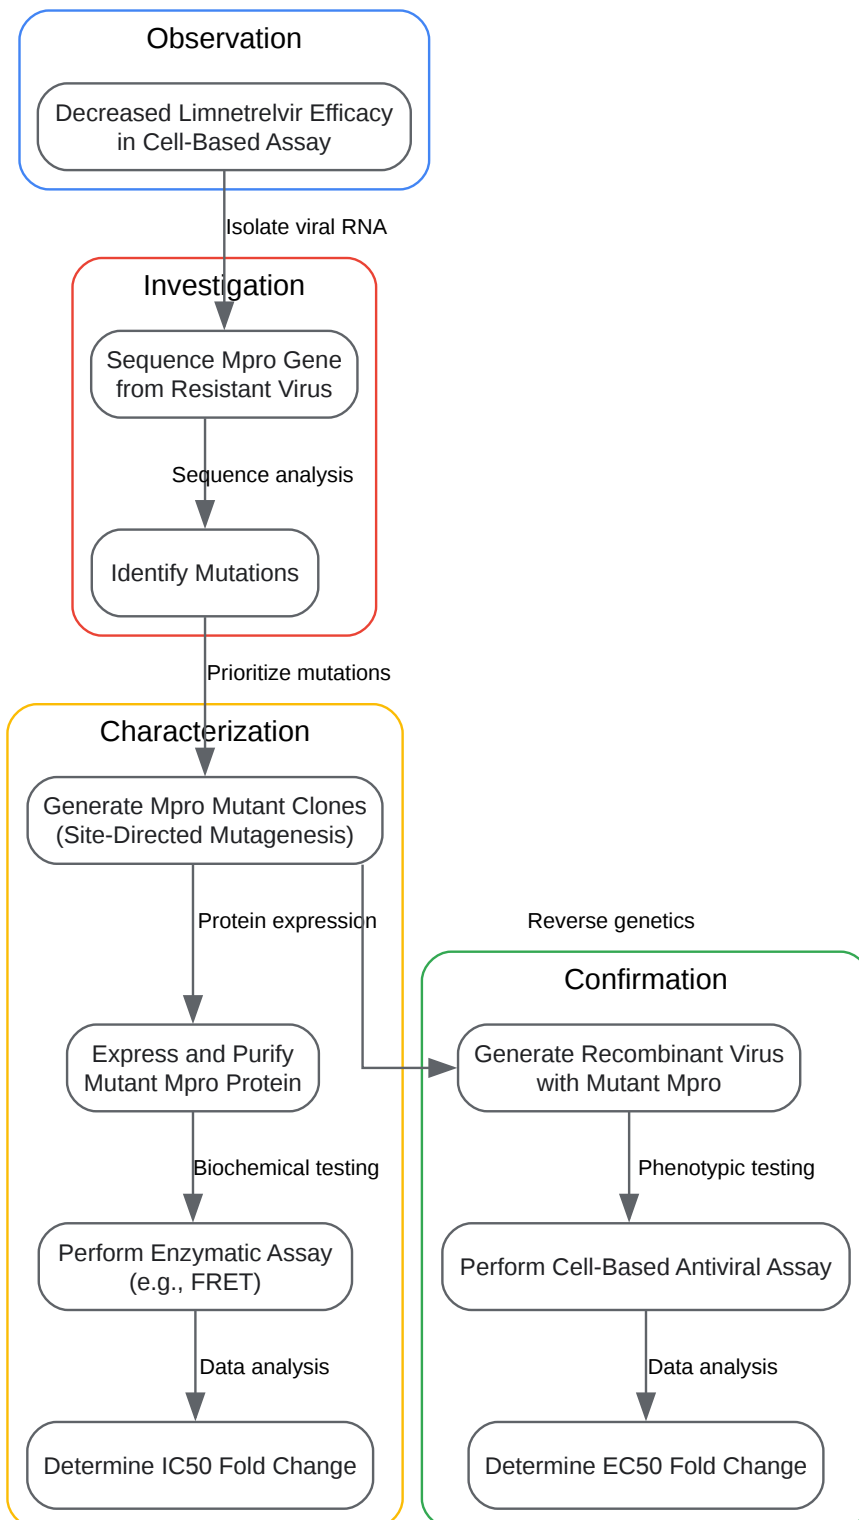 Observation
Decreased Limnetrelvir Efficacy
in Cell-Based Assay
Isolate viral RNA
Investigation
Sequence Mpro Gene
from Resistant Virus
Sequence analysis
Identify Mutations
Prioritize mutations
Characterization
Generate Mpro Mutant Clones
(Site-Directed Mutagenesis)
Protein expression
Reverse genetics
Confirmation
Express and Purify
Mutant Mpro Protein
Generate Recombinant Virus
with Mutant Mpro
Biochemical testing
Phenotypic testing
Perform Enzymatic Assay
(e.g., FRET)
Perform Cell-Based Antiviral Assay
Data analysis
Data analysis
Determine IC50 Fold Change
Determine EC50 Fold Change